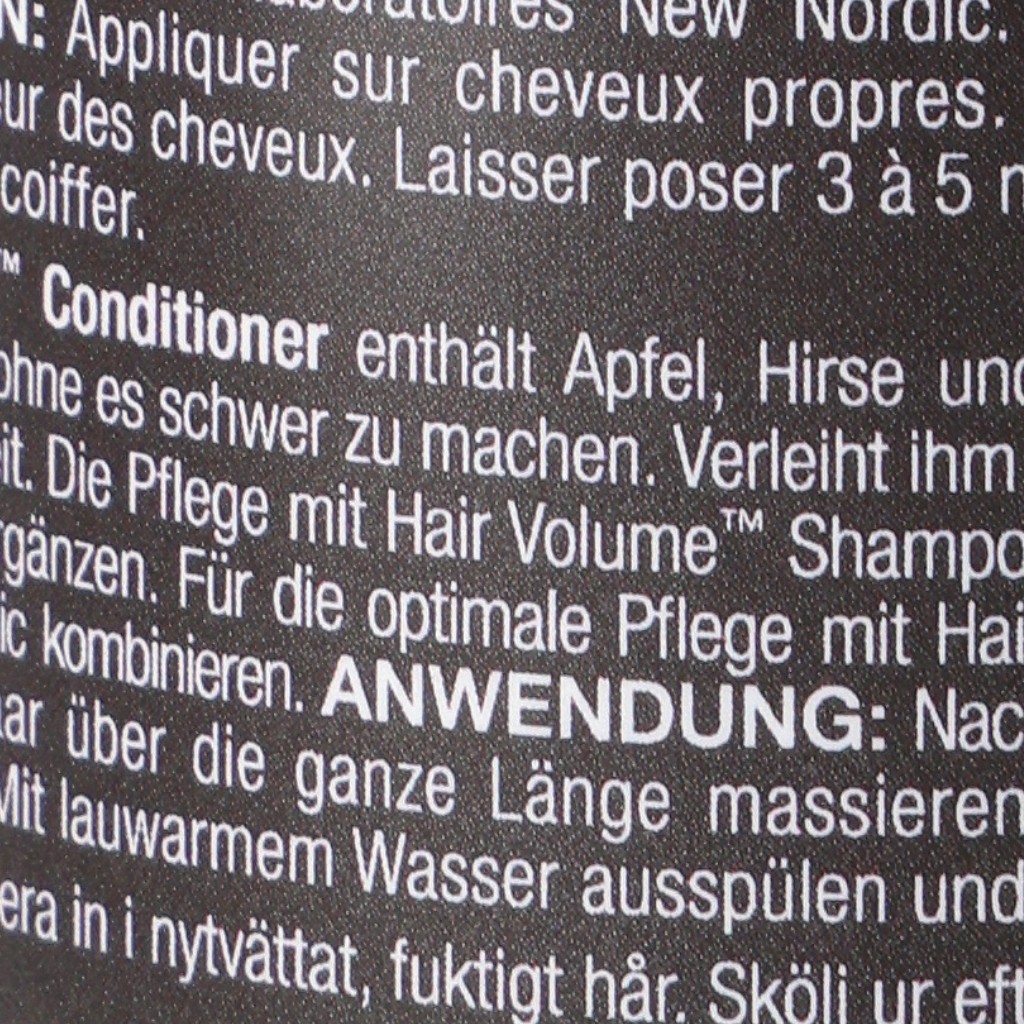 New Nordic.
N: Appliquer sur cheveux propres.
des cheveux. Laisser poser 3 à 5
coiffer.
™ Conditioner enthält Apfel, Hirse und
ohne es schwer zu machen. Verleiht ihm
Die Pflege mit Hair Volume™ Shampo
gänzen. Für die optimale Pflege mit Hai
ic kombinieren. ANWENDUNG: Nac
ar über die ganze Länge massieren
Mit lauwarmem Wasser ausspülen und
era in i nytvättat, fuktigt hår. Skölj ur eft